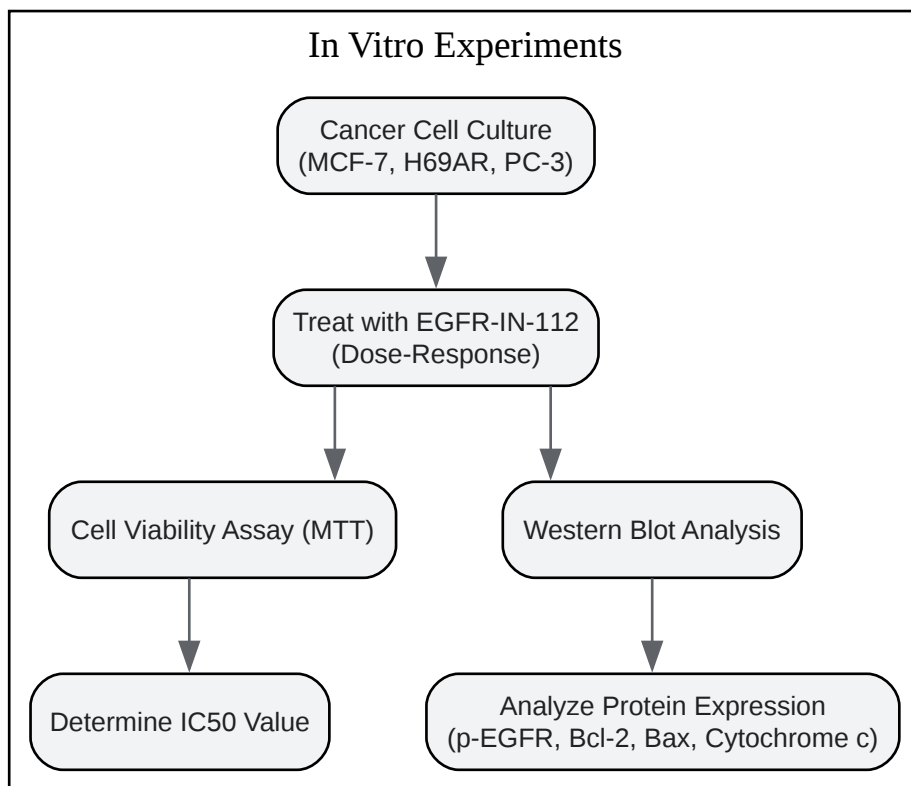 In Vitro Experiments
Cancer Cell Culture
(MCF-7, H69AR, PC-3)
Treat with EGFR-IN-112
(Dose-Response)
Cell Viability Assay (MTT)
Western Blot Analysis
Determine IC50 Value
Analyze Protein Expression
(p-EGFR, Bcl-2, Bax, Cytochrome c)